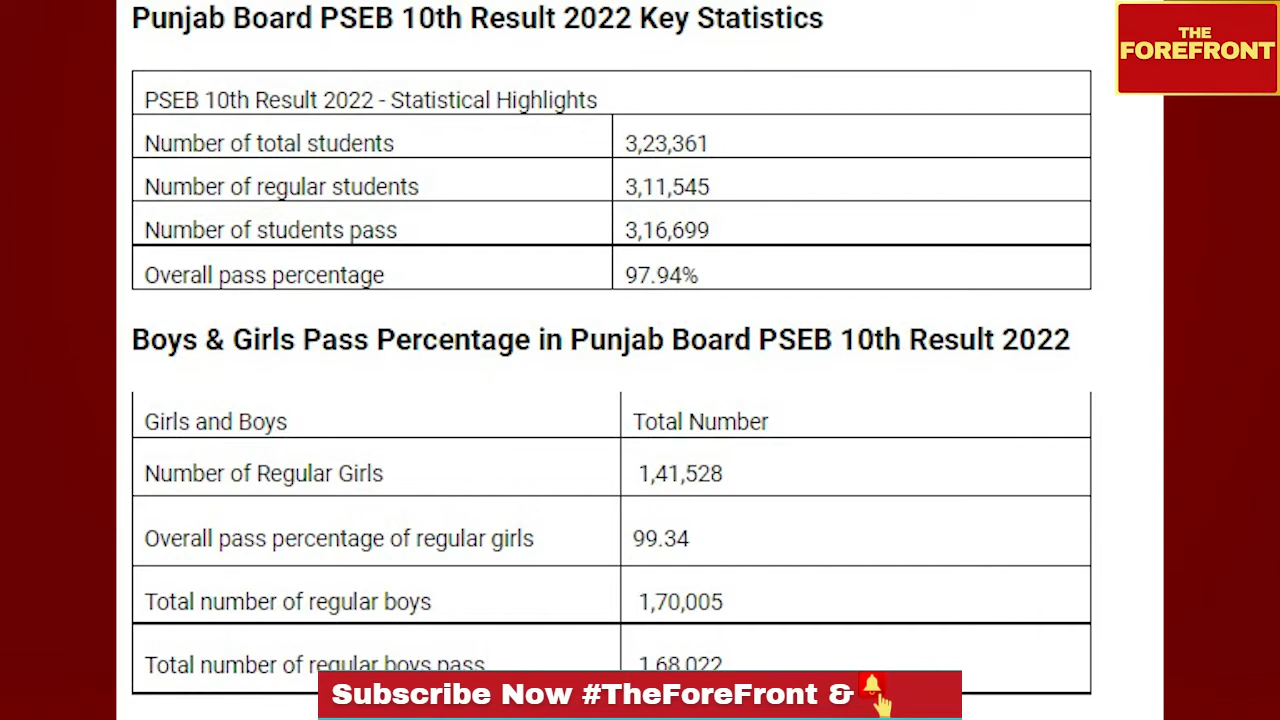 Punjab Board PSEB 10th Result 2022 Key Statistics
THE
FOREFRONT
PSEB 10th Result 2022 - Statistical Highlights
Number of total students 3,23,361
Number of regular students 3,11,545
Number of students pass 3,16,699
Overall pass percentage 97.94%
Boys & Girls Pass Percentage in Punjab Board PSEB 10th Result 2022
Girls and Boys Total Number
Number of Regular Girls 1,41,528
Overall pass percentage of regular girls 99.34
Total number of regular boys 1,70,005
Total number of regular boys pass 1,68,022
Subscribe Now #TheForeFront &